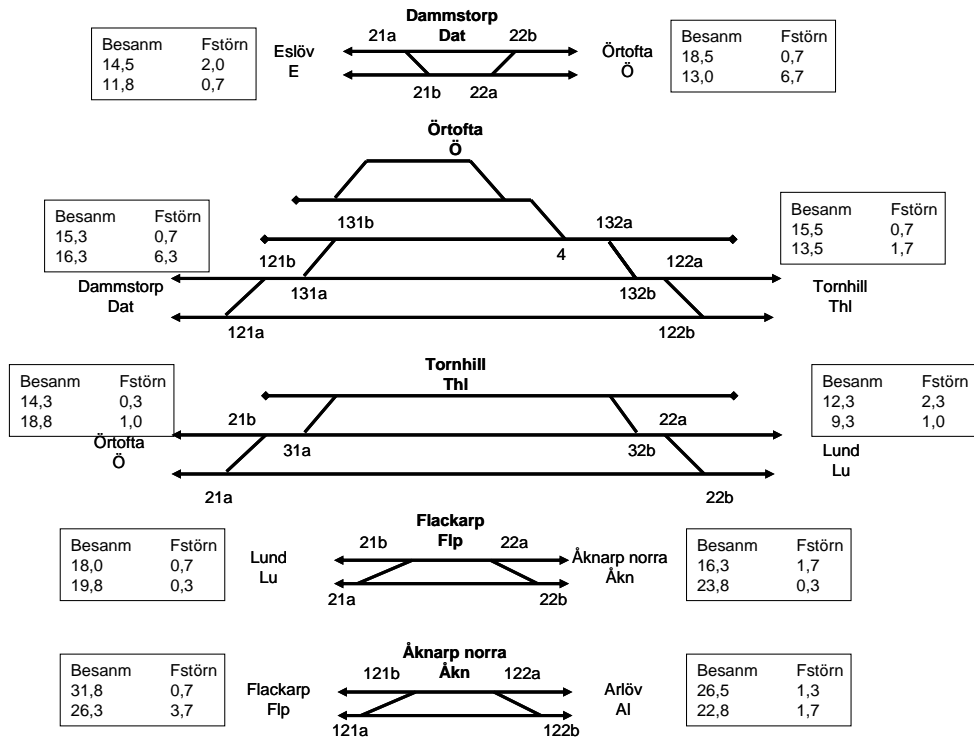 Dammstorp
Dat
21a
22b
Besanm Fstörn
14,5 2,0
11,8 0,7
Eslöv
E
Örtofta
Ö
Besanm Fstörn
18,5 0,7
13,0 6,7
21b
22a
Örtofta
Ö
Besanm Fstörn
15,3 0,7
16,3 6,3
131b
132a
4
Besanm Fstörn
15,5 0,7
13,5 1,7
121b
122a
Dammstorp
Dat
131a
132b
Tornhill
Thl
121a
122b
Tornhill
Thl
Besanm Fstörn
14,3 0,3
18,8 1,0
21b
22a
Besanm Fstörn
12,3 2,3
9,3 1,0
Örtofta
Ö
31a
32b
Lund
Lu
21a
22b
Flackarp
Flp
Besanm Fstörn
18,0 0,7
19,8 0,3
Lund
Lu
21b
22a
Åknarp norra
Åkn
Besanm Fstörn
16,3 1,7
23,8 0,3
21a
22b
Åknarp norra
Åkn
Besanm Fstörn
31,8 0,7
26,3 3,7
Flackarp
Flp
121b
122a
Arlöv
Al
Besanm Fstörn
26,5 1,3
22,8 1,7
121a
122b